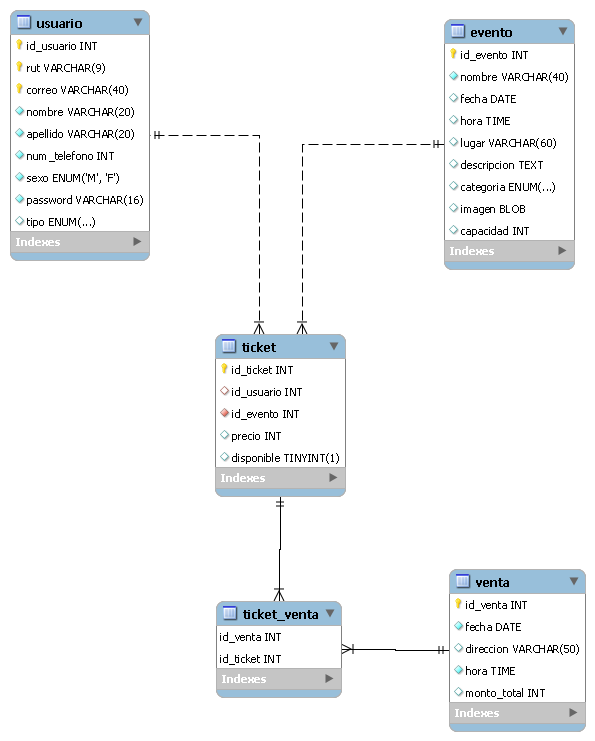 usuario
id_usuario INT
rut VARCHAR(9)
correo VARCHAR(40)
nombre VARCHAR(20)
apellido VARCHAR(20)
num _telefono INT
sexo ENUM('M', 'F')
password VARCHAR(16)
tipo ENUM(...)
Indexes
evento
id_evento INT
nombre VARCHAR(40)
fecha DATE
hora TIME
lugar VARCHAR(60)
descripcion TEXT
categoria ENUM(...)
imagen BLOB
capacidad INT
Indexes
ticket
id_ticket INT
id_usuario INT
id_evento INT
precio INT
disponible TINYINT(1)
Indexes
ticket_venta
id_venta INT
id_ticket INT
Indexes
venta
id_venta INT
fecha DATE
direccion VARCHAR(50)
hora TIME
monto_total INT
Indexes